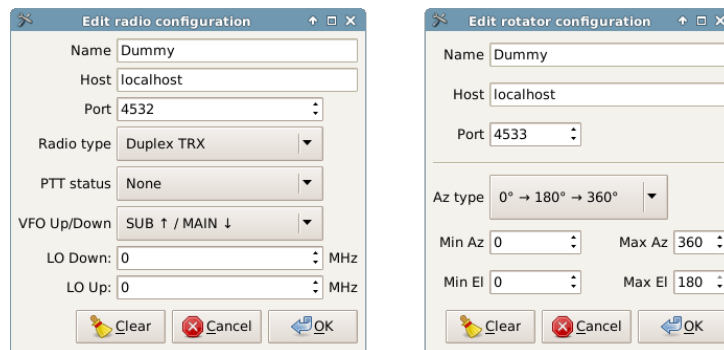 Edit radio configuration
Name Dummy
Host localhost
Port 4532
Radio type Duplex TRX
PTT status None
VFO Up/Down SUB ↑ / MAIN ↓
LO Down: 0 MHz
LO Up: 0 MHz
Clear Cancel OK
Edit rotator configuration
Name Dummy
Host localhost
Port 4533
Az type 0° → 180° → 360°
Min Az 0 Max Az 360
Min El 0 Max El 180
Clear Cancel OK